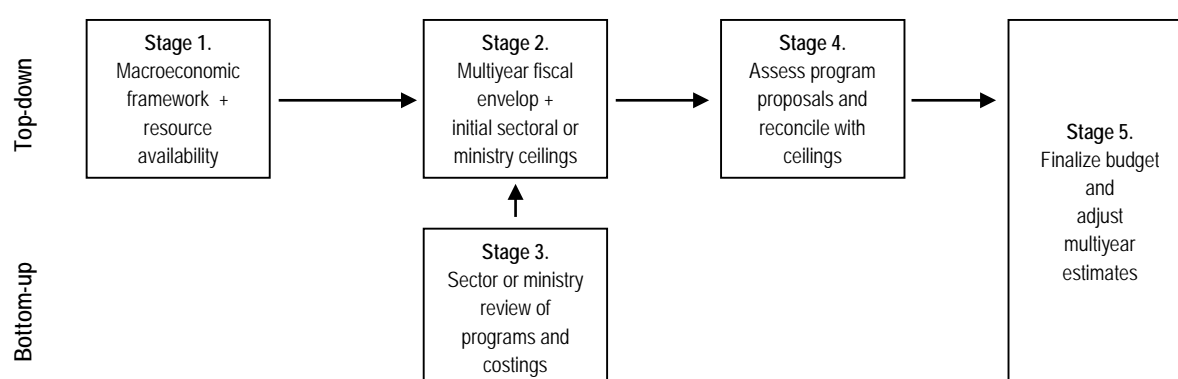 Top-down
Stage 1.
Macroeconomic
framework +
resource
availability
Stage 2.
Multiyear fiscal
envelop +
initial sectoral or
ministry ceilings
Stage 4.
Assess program
proposals and
reconcile with
ceilings
Stage 5.
Finalize budget
and
adjust
multiyear
estimates
Bottom-up
Stage 3.
Sector or ministry
review of
programs and
costings